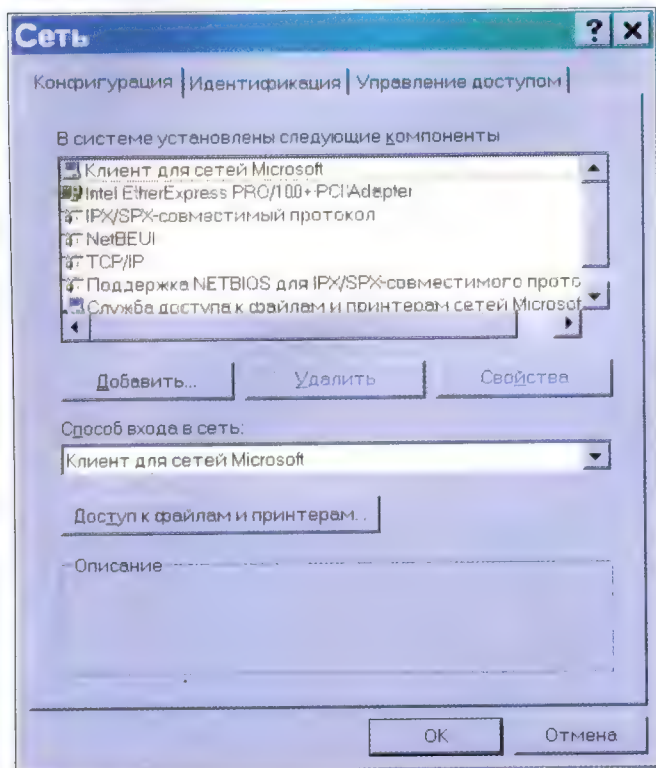 Сеть
Конфигурация Идентификация Управление доступом
В системе установлены следующие компоненты
Клиент для сетей Microsoft
Intel EtherExpress PRO/100+ PCI Adapter
IPX/SPX-совместимый протокол
NetBEUI
TCP/IP
Поддержка NETBIOS для IPX/SPX-совместимого прото
Служба доступа к файлам и принтерам сетей Microsof
Добавить... Удалить Свойства
Способ входа в сеть:
Клиент для сетей Microsoft
Доступ к файлам и принтерам...
Описание
ОК Отмена